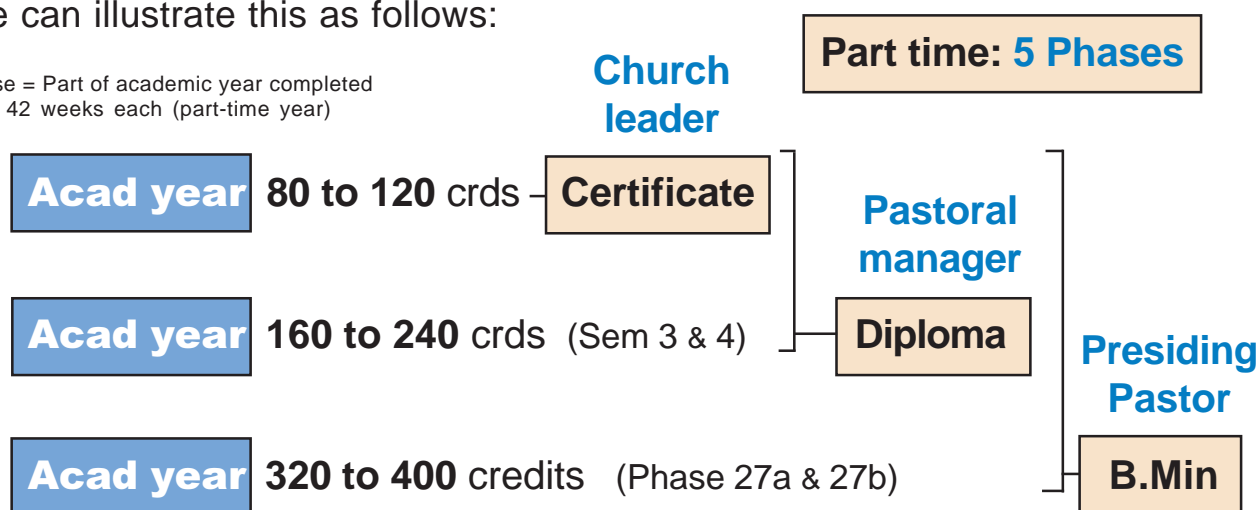 e can illustrate this as follows:
Part time: 5 Phases
se = Part of academic year completed
42 weeks each (part-time year)
Church
leader
Acad year 80 to 120 crds Certificate
Pastoral
manager
Acad year 160 to 240 crds (Sem 3 & 4) Diploma
Presiding
Pastor
Acad year 320 to 400 credits (Phase 27a & 27b) B.Min